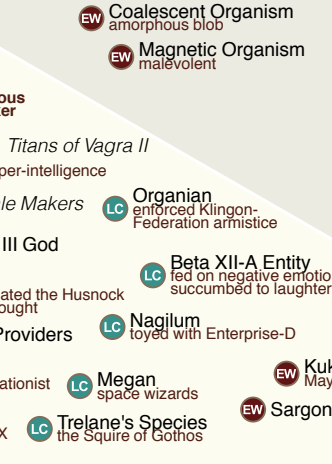 EW Coalescent Organism
amorphous blob
EW Magnetic Organism
malevolent
ous
er
Titans of Vagra II
per-intelligence
le Makers
LC Organian
enforced Klingon-
Federation armistice
III God
LC Beta XII-A Entity
fed on negative emotio
succumbed to laughter
ated the Husnock
ought
Providers
LC Nagilum
toyed with Enterprise-D
EW Kuk
May
ationist
LC Megan
space wizards
EW Sargon
X
LC Trelane's Species
the Squire of Gothos